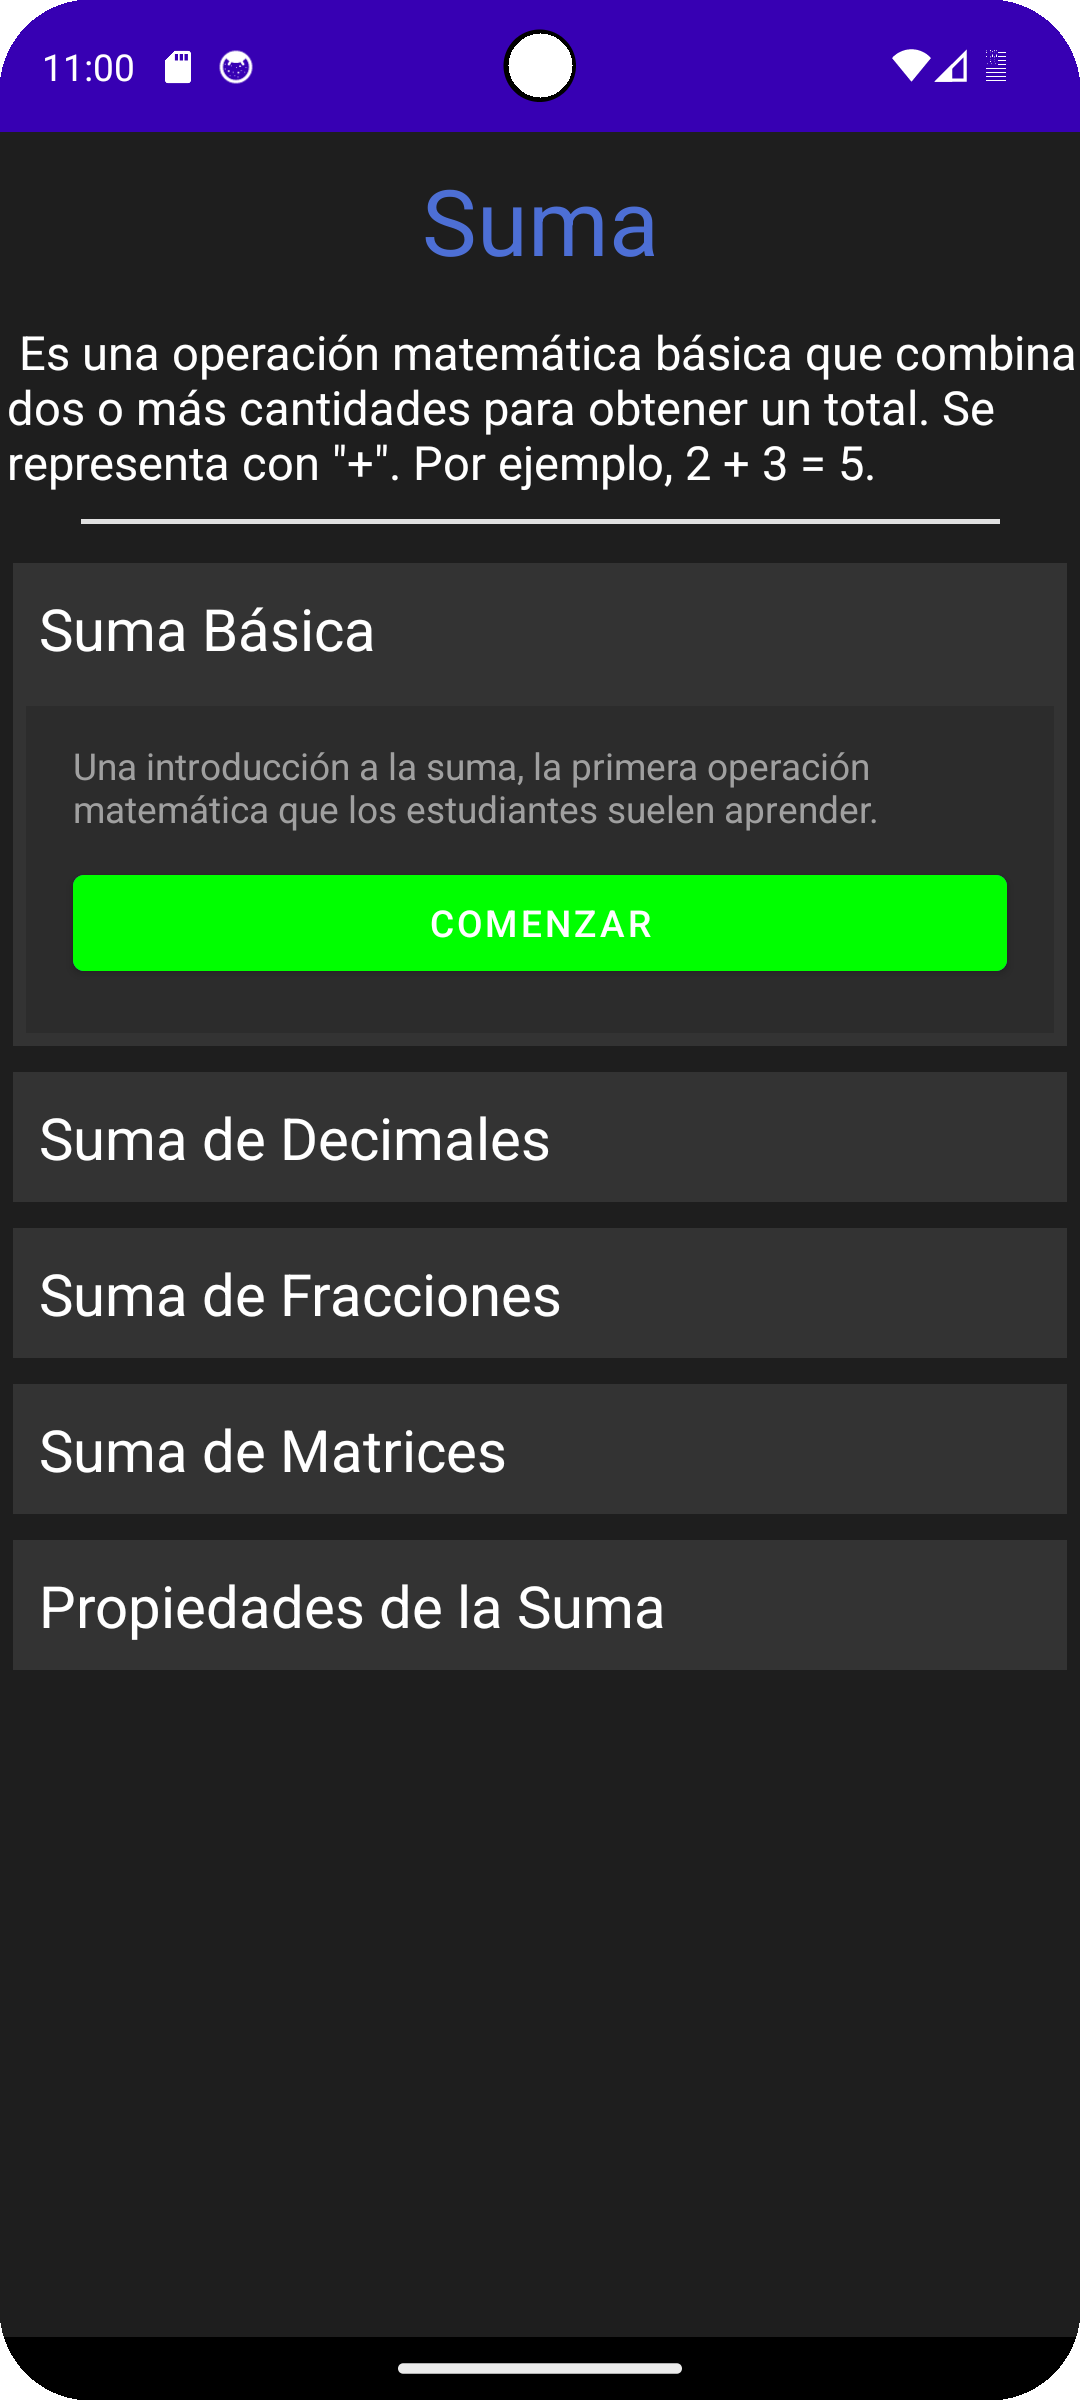 11:00
Suma
Es una operación matemática básica que combina
dos o más cantidades para obtener un total. Se
representa con "+". Por ejemplo, 2 + 3 = 5.
Suma Básica
Una introducción a la suma, la primera operación
matemática que los estudiantes suelen aprender.
COMENZAR
Suma de Decimales
Suma de Fracciones
Suma de Matrices
Propiedades de la Suma